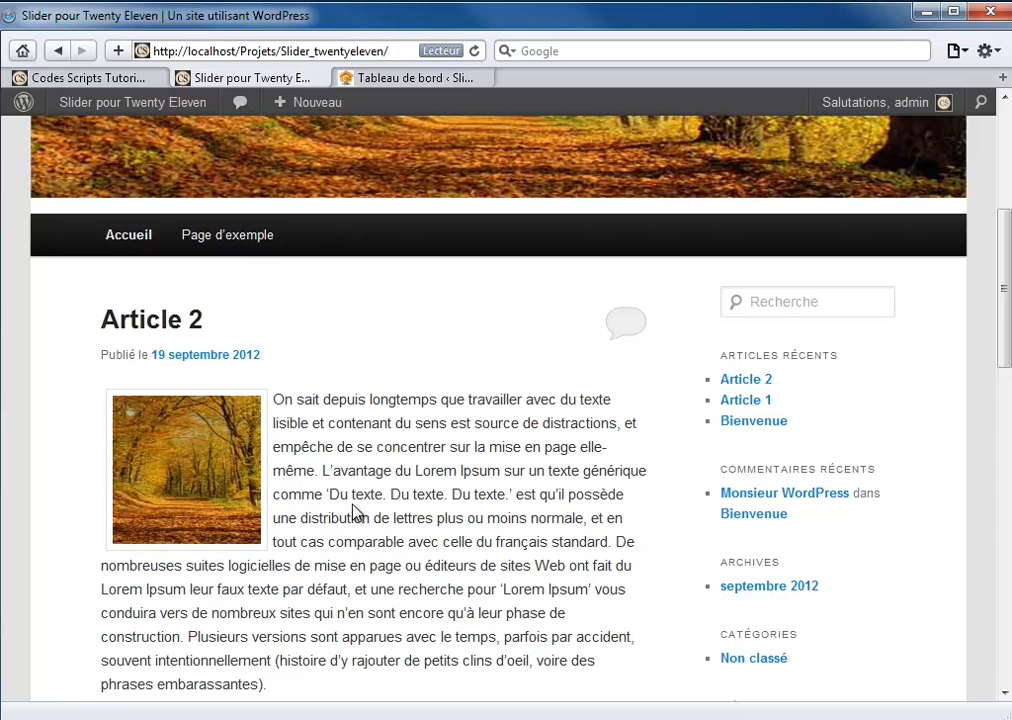 Slider pour Twenty Eleven | Un site utilisant WordPress
http://localhost/Projets/Slider_twentyeleven/
Lecteur
Google
Codes Scripts Tutori...
Slider pour Twenty E...
Tableau de bord ‹ Sli...
Slider pour Twenty Eleven
Nouveau
Salutations, admin
Accueil
Page d’exemple
Article 2
Publié le 19 septembre 2012
On sait depuis longtemps que travailler avec du texte
lisible et contenant du sens est source de distractions, et
empêche de se concentrer sur la mise en page elle-
même. L’avantage du Lorem Ipsum sur un texte générique
comme ‘Du texte. Du texte. Du texte.’ est qu’il possède
une distribution de lettres plus ou moins normale, et en
tout cas comparable avec celle du français standard. De
nombreuses suites logicielles de mise en page ou éditeurs de sites Web ont fait du
Lorem Ipsum leur faux texte par défaut, et une recherche pour ‘Lorem Ipsum’ vous
conduira vers de nombreux sites qui n’en sont encore qu’à leur phase de
construction. Plusieurs versions sont apparues avec le temps, parfois par accident,
souvent intentionnellement (histoire d’y rajouter de petits clins d’oeil, voire des
phrases embarassantes).
Recherche
ARTICLES RÉCENTS
Article 2
Article 1
Bienvenue
COMMENTAIRES RÉCENTS
Monsieur WordPress dans
Bienvenue
ARCHIVES
septembre 2012
CATÉGORIES
Non classé